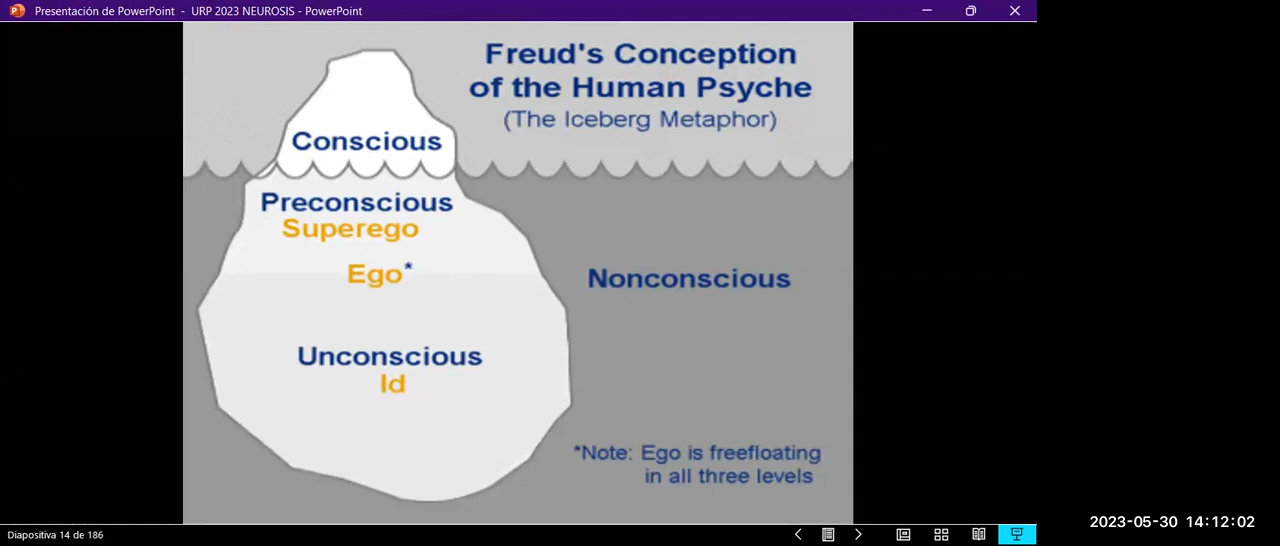 Presentación de PowerPoint - URP 2023 NEUROSIS - PowerPoint
Freud's Conception
of the Human Psyche
(The Iceberg Metaphor)
Conscious
Preconscious
Superego
Ego*
Nonconscious
Unconscious
Id
*Note: Ego is freefloating
in all three levels
Diapositiva 14 de 186
2023-05-30 14:12:02